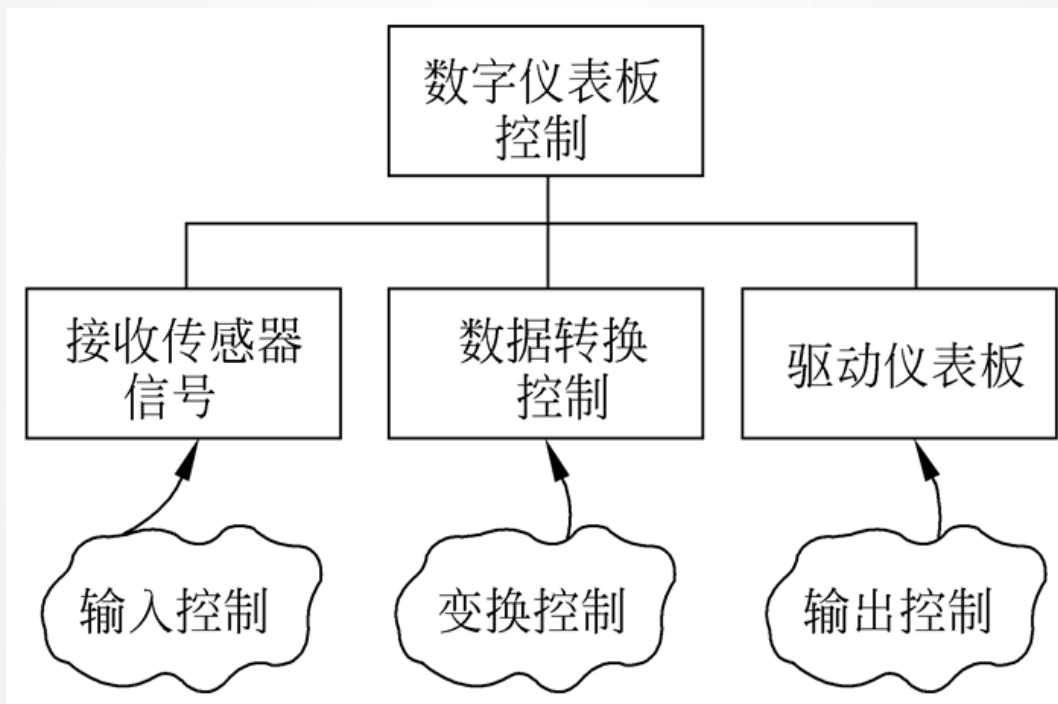 数字仪表板
控制
接收传感器
信号
数据转换
控制
驱动仪表板
输入控制
变换控制
输出控制